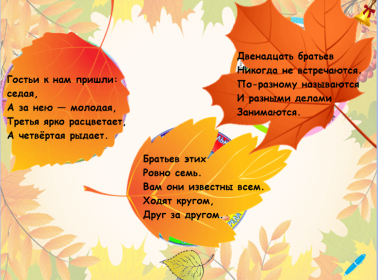 Гостьи к нам пришли:
седая,
А за нею — молодая,
Третья ярко расцветает,
А четвёртая рыдает.
Двенадцать братьев
Никогда не встречаются.
По-разному называются
И разными делами
Занимаются.
Братьев этих
Ровно семь.
Вам они известны всем.
Ходят кругом,
Друг за другом.